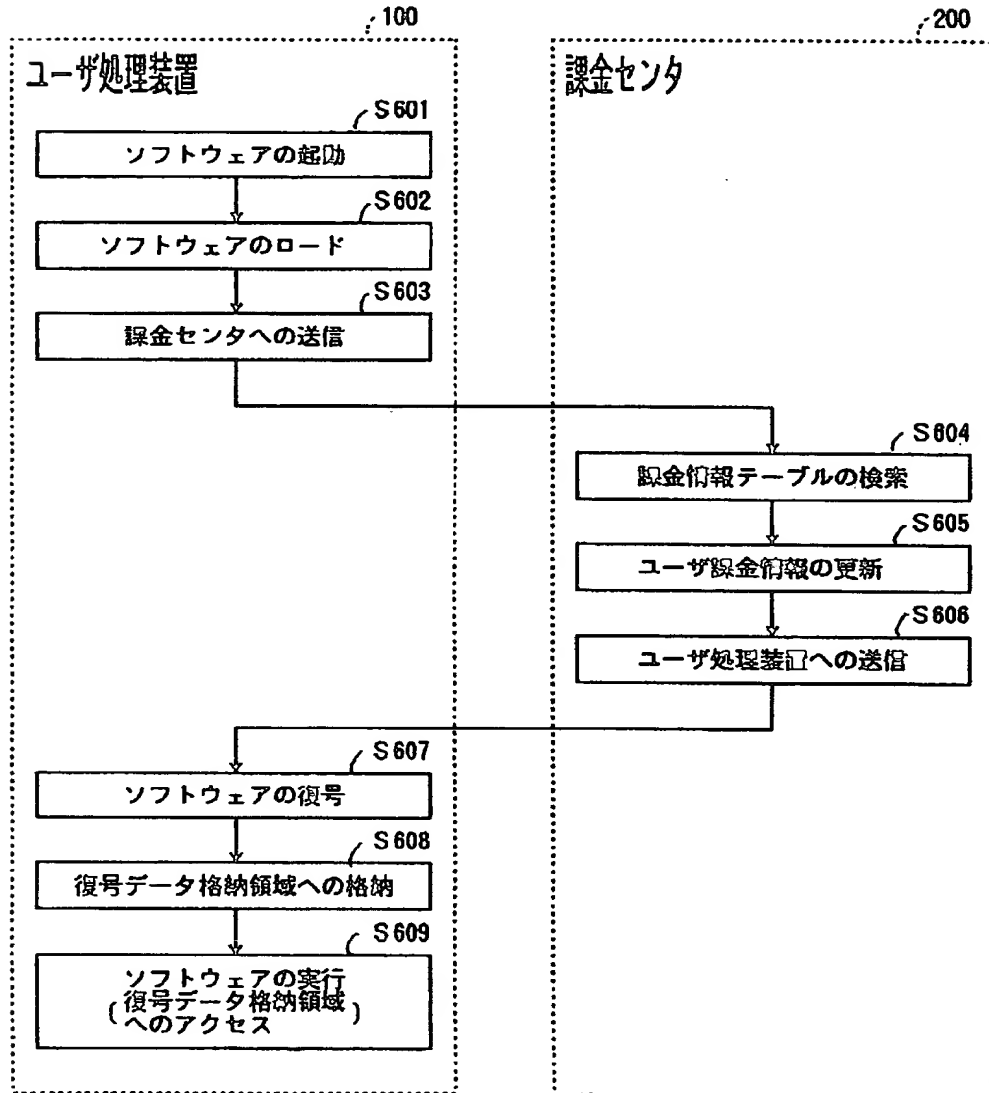 100
200
ユーザ処理装置
課金センタ
S601
ソフトウェアの起動
S602
ソフトウェアのロード
S603
課金センタへの送信
S604
課金情報テーブルの検索
S605
ユーザ課金情報の更新
S606
ユーザ処理装置への送信
S607
ソフトウェアの復号
S608
復号データ格納領域への格納
S609
ソフトウェアの実行
(復号データ格納領域
へのアクセス)